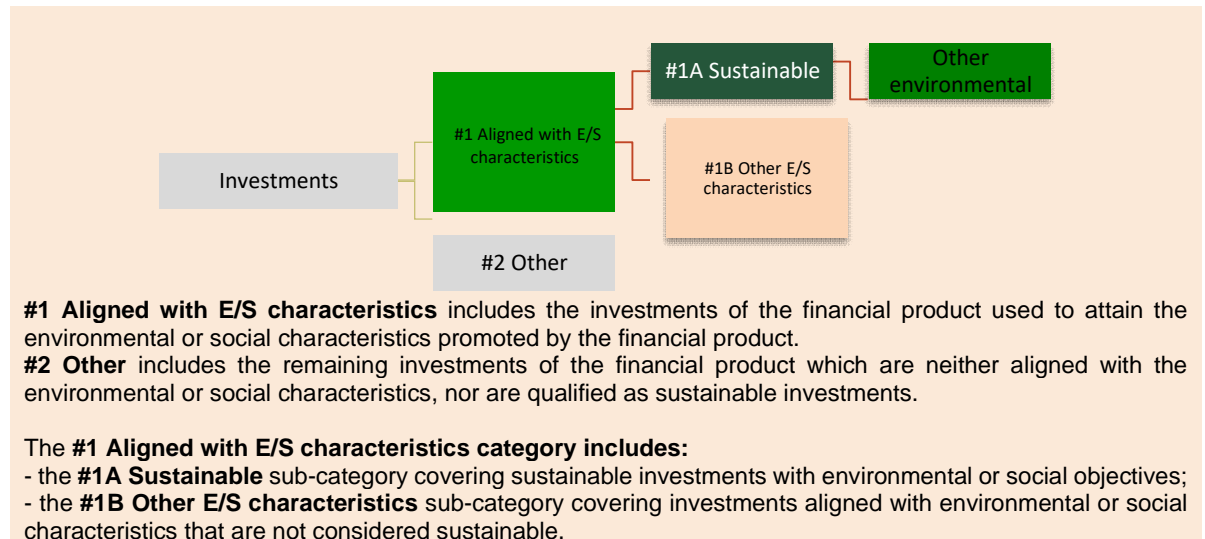 #1A Sustainable
Other
environmental
#1 Aligned with E/S
characteristics
Investments
#1B Other E/S
characteristics
#2 Other
#1 Aligned with E/S characteristics includes the investments of the financial product used to attain the
environmental or social characteristics promoted by the financial product.
#2 Other includes the remaining investments of the financial product which are neither aligned with the
environmental or social characteristics, nor are qualified as sustainable investments.
The #1 Aligned with E/S characteristics category includes:
- the #1A Sustainable sub-category covering sustainable investments with environmental or social objectives;
- the #1B Other E/S characteristics sub-category covering investments aligned with environmental or social
characteristics that are not considered sustainable.